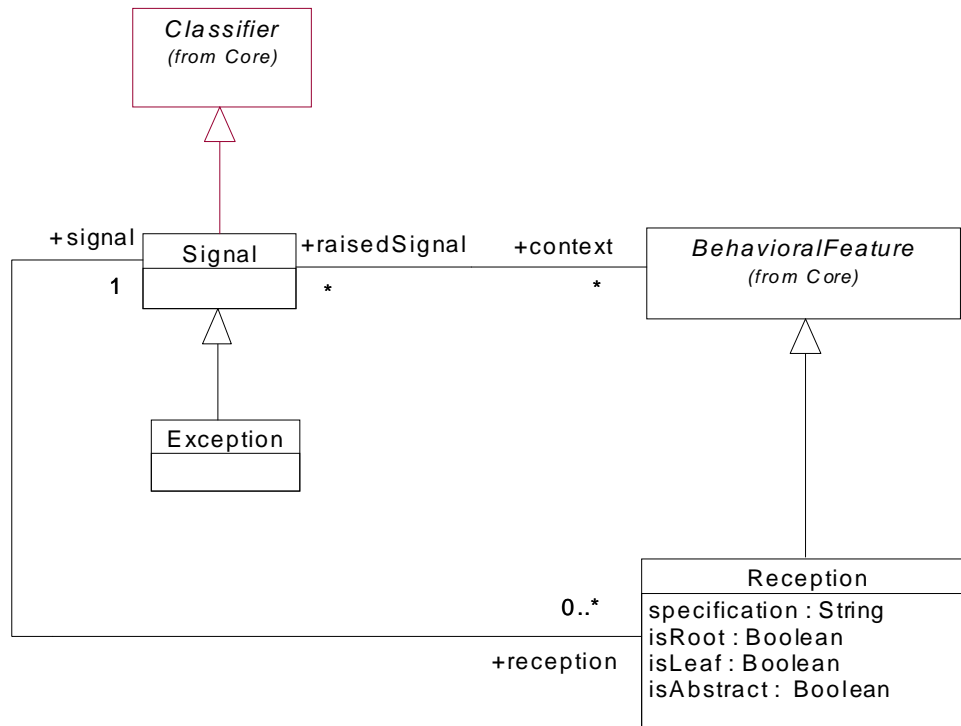 Classifier
(from Core)
+signal
Signal
+raisedSignal
+context
BehavioralFeature
(from Core)
1
*
*
Exception
Reception
0..*
specification : String
isRoot : Boolean
+reception
isLeaf : Boolean
isAbstract : Boolean